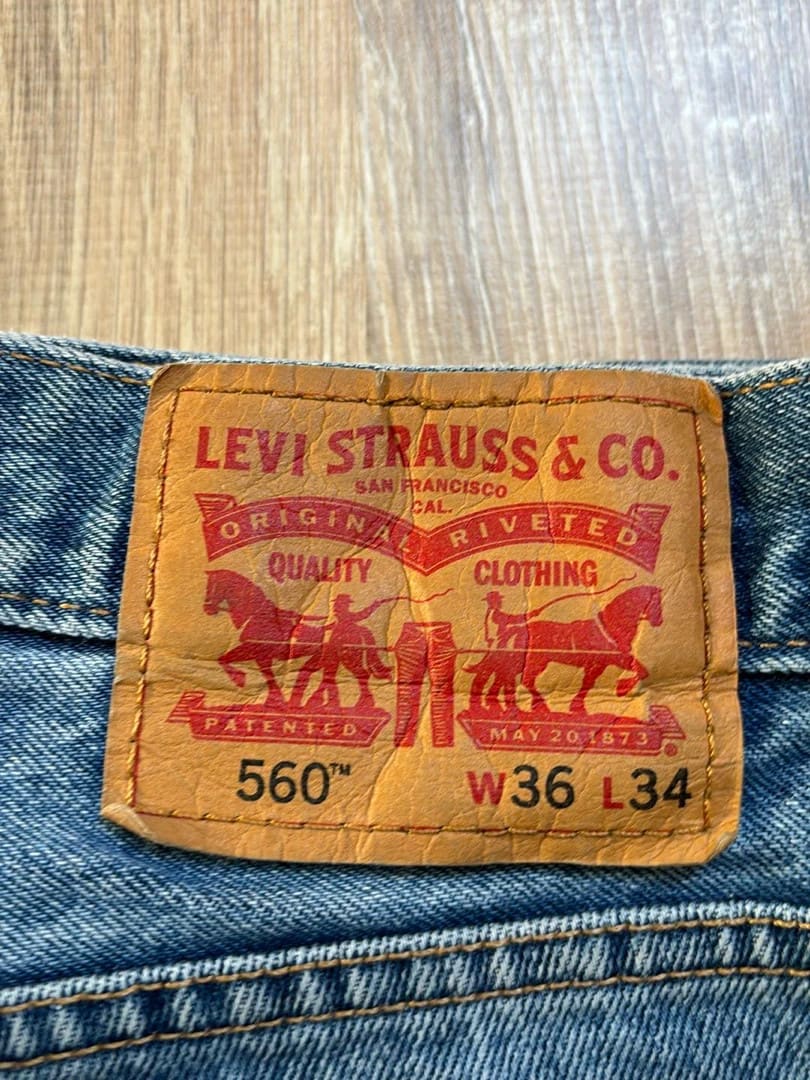 LEVI STRAUSS & CO.
SAN FRANCISCO
CAL.
ORIGINAL RIVETED
QUALITY CLOTHING
PATENTED MAY 20 1873 ®
560™ W36 L34